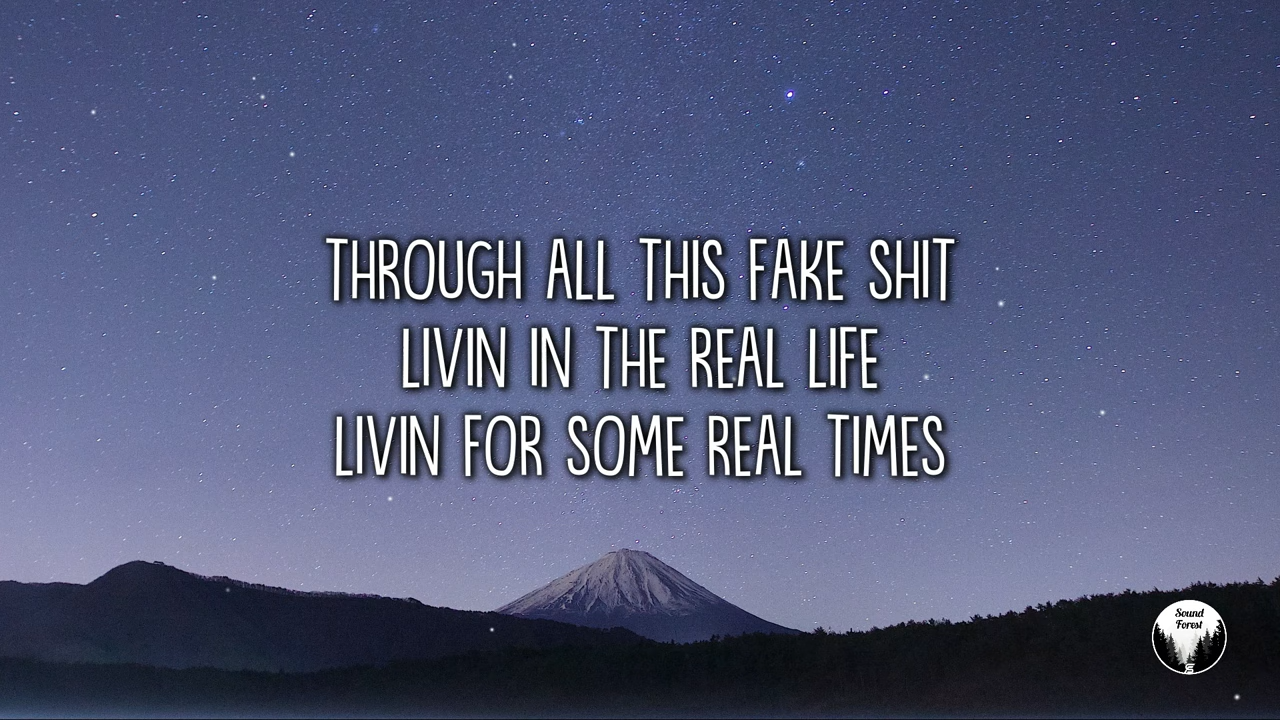 THROUGH ALL THIS FAKE SHIT
LIVIN IN THE REAL LIFE
LIVIN FOR SOME REAL TIMES
Sound
Forest